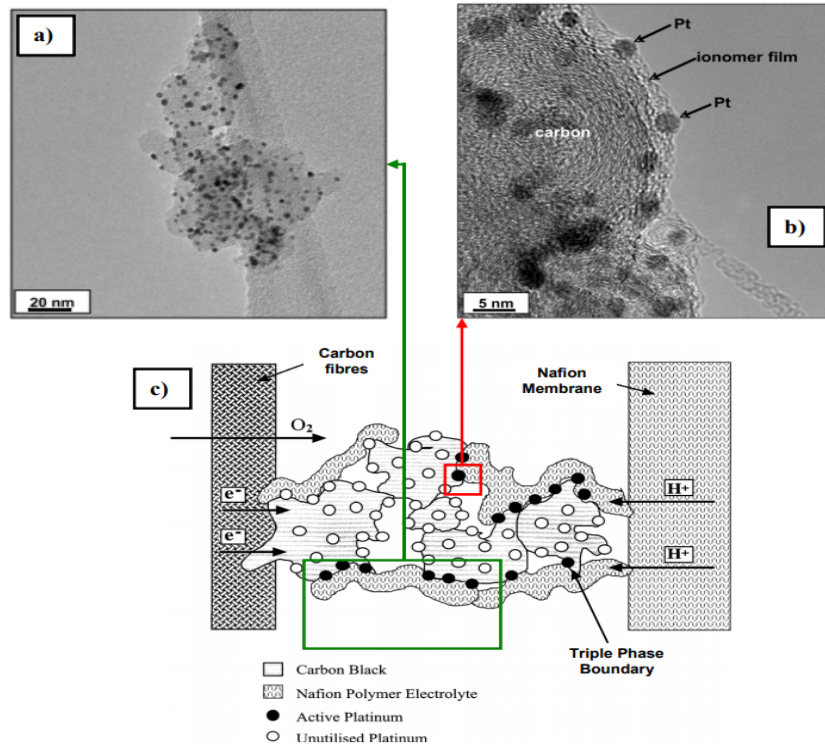 a)
20 nm
Pt
ionomer film
Pt
carbon
b)
5 nm
c)
Carbon
fibres
Nafion
Membrane
O2
e-
e-
H+
H+
Triple Phase
Boundary
Carbon Black
Nafion Polymer Electrolyte
Active Platinum
Unutilised Platinum